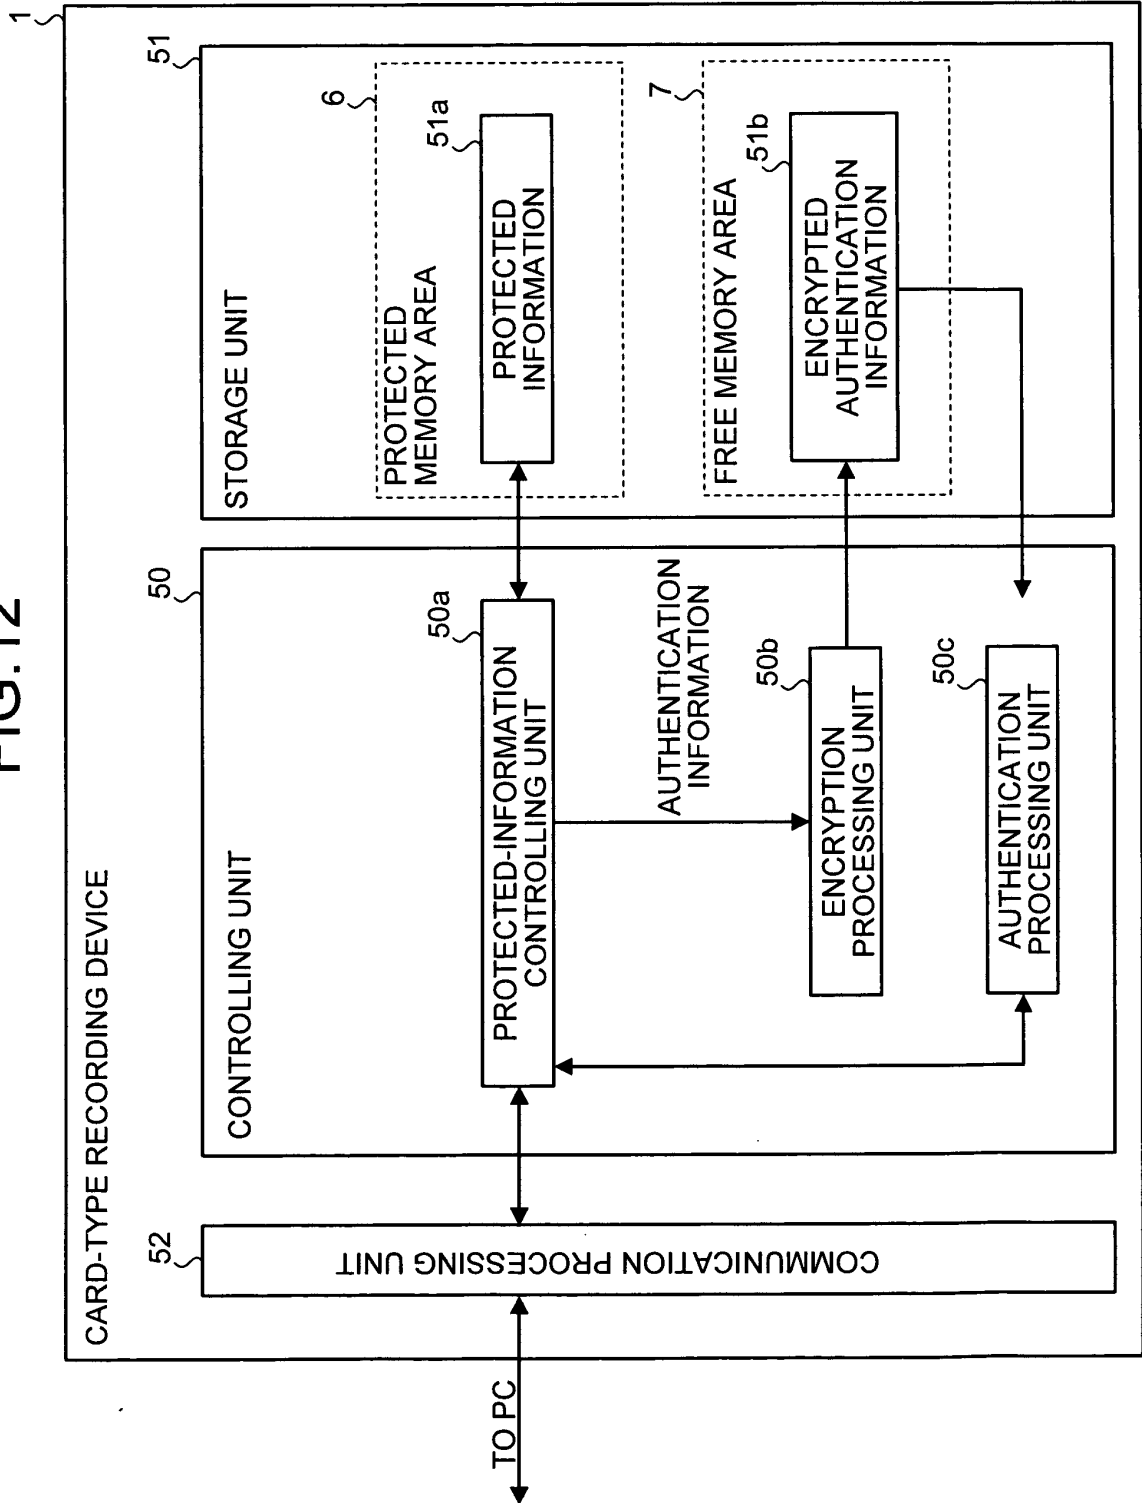 FIG.12
1
CARD-TYPE RECORDING DEVICE
TO PC
52
COMMUNICATION PROCESSING UNIT
50
CONTROLLING UNIT
50a
PROTECTED-INFORMATION
CONTROLLING UNIT
AUTHENTICATION
INFORMATION
50b
ENCRYPTION
PROCESSING UNIT
50c
AUTHENTICATION
PROCESSING UNIT
51
STORAGE UNIT
6
PROTECTED
MEMORY AREA
51a
PROTECTED
INFORMATION
7
FREE MEMORY AREA
51b
ENCRYPTED
AUTHENTICATION
INFORMATION